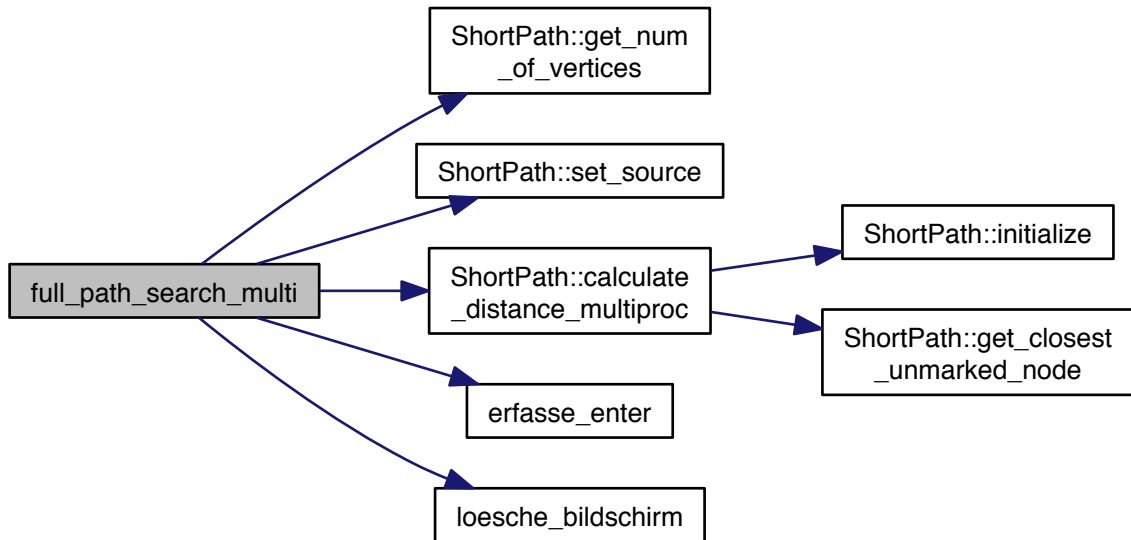 ShortPath::get_num
_of_vertices
ShortPath::set_source
full_path_search_multi
ShortPath::calculate
_distance_multiproc
ShortPath::initialize
ShortPath::get_closest
_unmarked_node
erfasse_enter
loesche_bildschirm